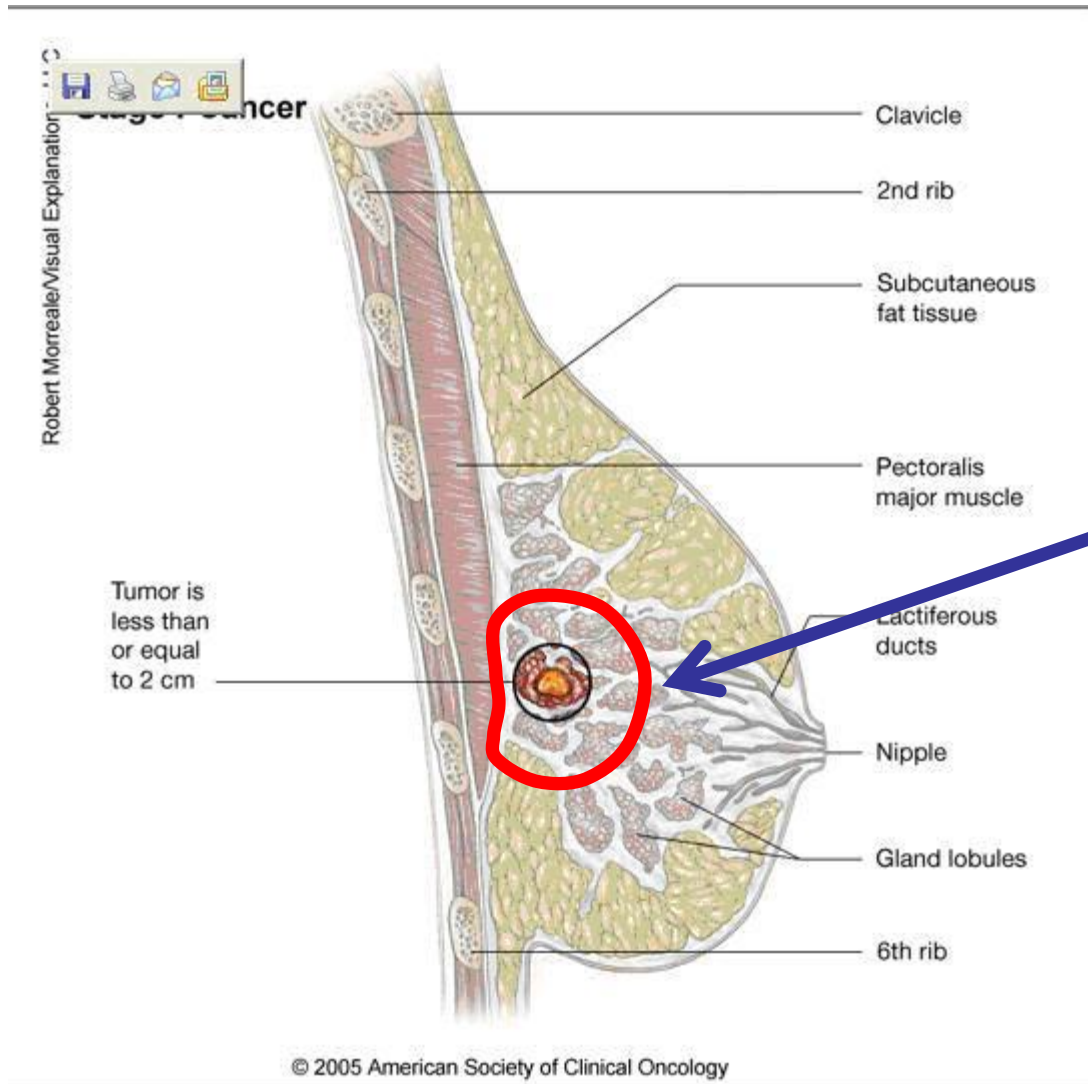 Robert Morreale/Visual Explanation
Cancer
Clavicle
2nd rib
Subcutaneous
fat tissue
Pectoralis
major muscle
Tumor is
less than
or equal
to 2 cm
Lactiferous
ducts
Nipple
Gland lobules
6th rib
© 2005 American Society of Clinical Oncology